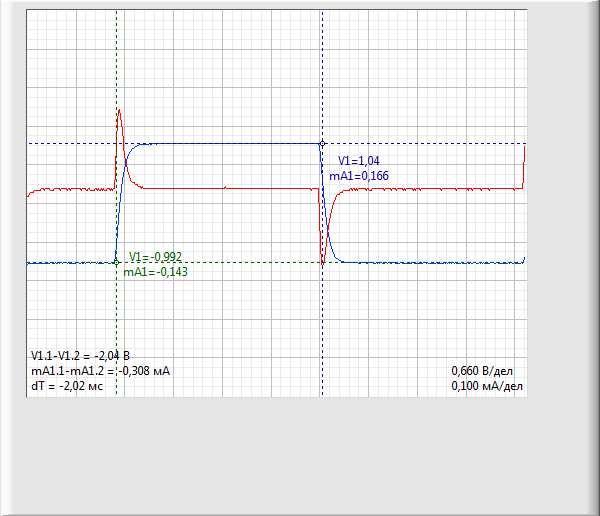 V1=1,04
mA1=0,166
V1=-0,992
mA1=-0,143
V1.1-V1.2 = -2,04 В
mA1.1-mA1.2 = -0,308 мА
dT = -2,02 мс
0,660 В/дел
0,100 мА/дел